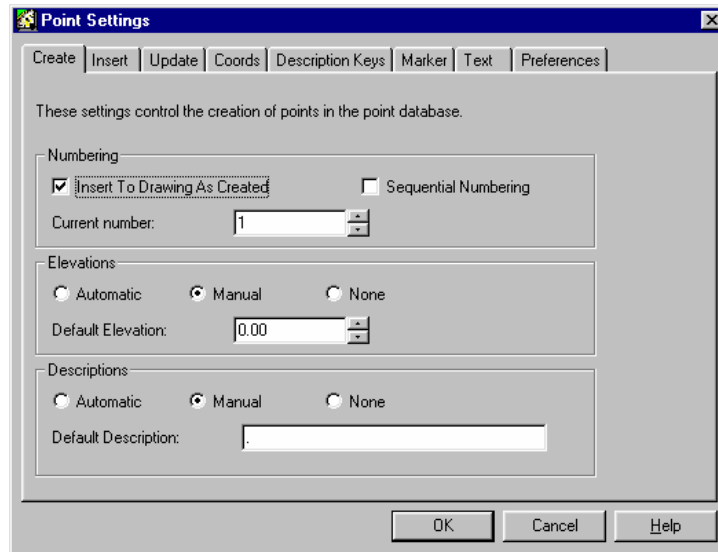 Point Settings
Create Insert Update Coords Description Keys Marker Text Preferences
These settings control the creation of points in the point database.
Numbering
Insert To Drawing As Created Sequential Numbering
Current number: 1
Elevations
Automatic Manual None
Default Elevation: 0.00
Descriptions
Automatic Manual None
Default Description: .
OK Cancel Help